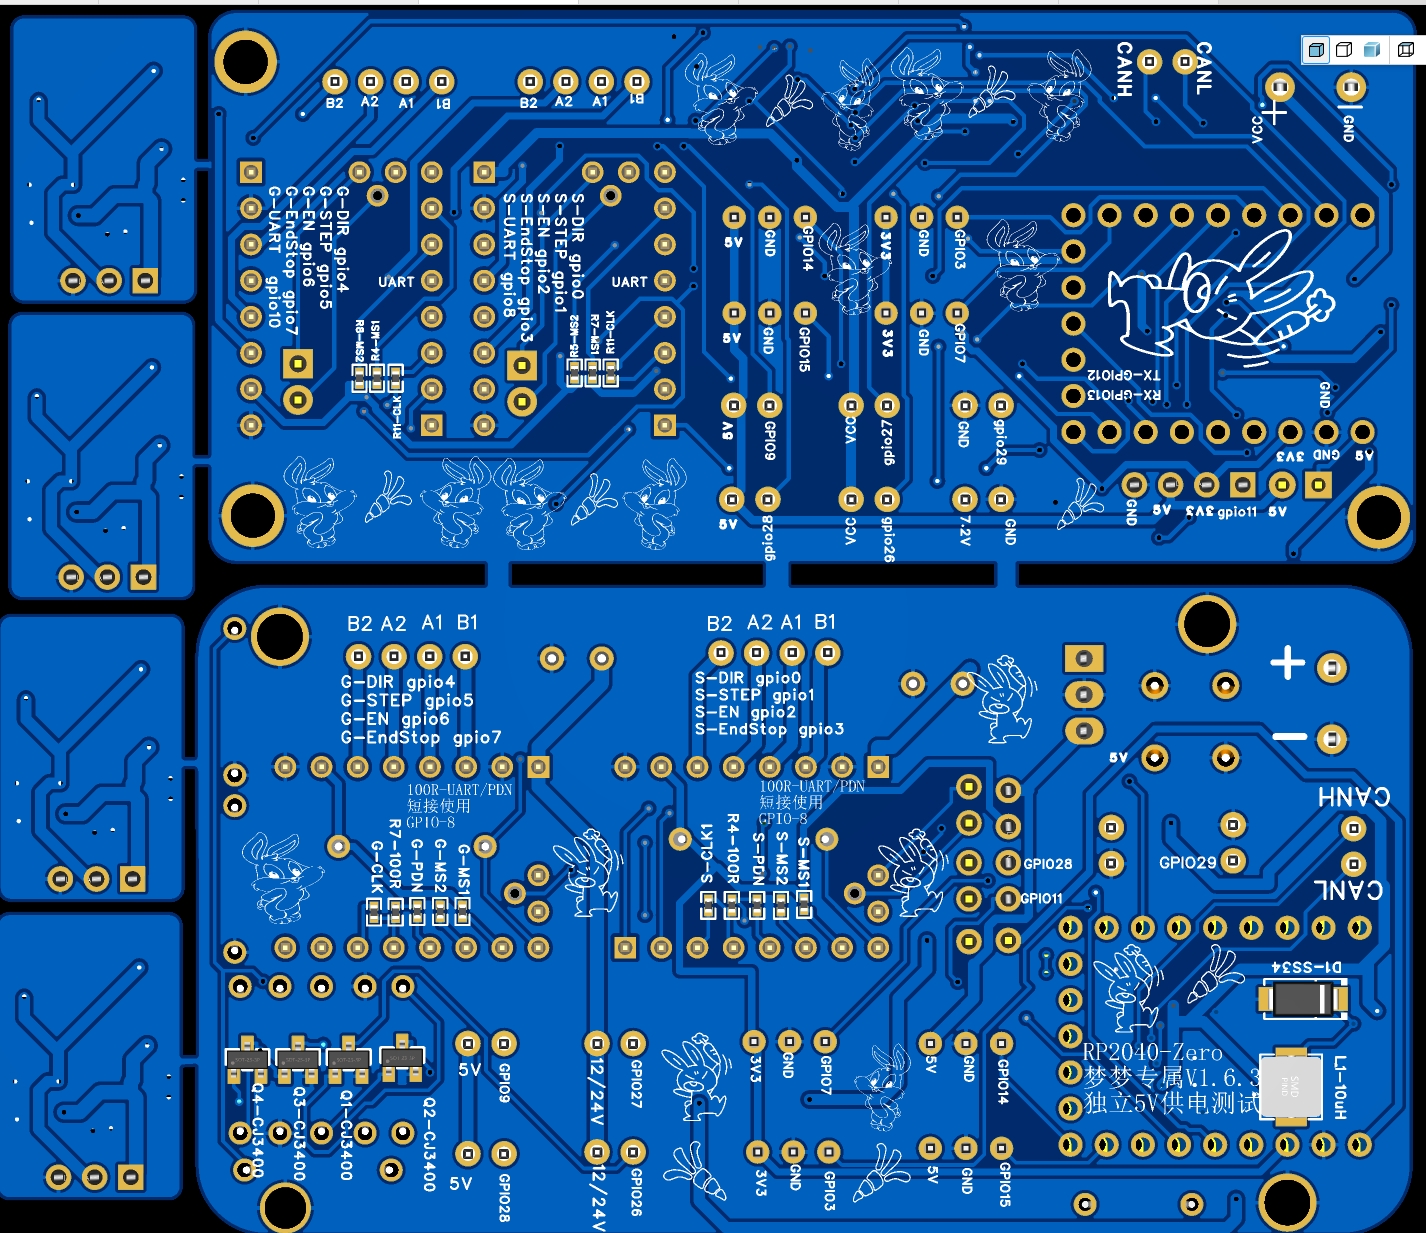 CANH
CANL
B2 A2 A1 B1
B2 A2 A1 B1
VCC
GND
G-DIR gpio4
G-STEP gpio5
G-EN gpio6
G-EndStop gpio7
G-UART gpio10
UART
S-DIR gpio0
S-STEP gpio1
S-EN gpio2
S-EndStop gpio3
S-UART gpio8
UART
R4-MS1
R11-CLK
R5-MS2
R11-CLK
5V GND GPIO14
3V3 GND GPIO3
5V GND GPIO15
3V3 GND GPIO7
TX-GPIO12
RX-GPIO13
GND
5V GPIO9
VCC gpio27
GND gpio29
3V3 GND 5V
GND 5V 3V3 gpio11 5V
5V gpio28
VCC gpio26
7.2V GND
B2 A2 A1 B1
G-DIR gpio4
G-STEP gpio5
G-EN gpio6
G-EndStop gpio7
B2 A2 A1 B1
S-DIR gpio0
S-STEP gpio1
S-EN gpio2
S-EndStop gpio3
+
-
5V
100R-UART/PDN
短接使用
GPIO-8
100R-UART/PDN
短接使用
GPIO-8
CANH
CANL
GPIO28
GPIO11
GPIO29
G-CLK
R7-100R
G-PDN
G-MS2
G-MS1
S-CLK1
R4-100R
S-PDN
S-MS2
S-MS1
D1-SS34
RP2040-Zero
梦梦专属V1.6.3
独立5V供电测试
L1-10uH
Q4-CJ3400
Q3-CJ3400
Q1-CJ3400
Q2-CJ3400
5V GPIO9
12/24V GPIO27
3V3 GND GPIO7
5V GND GPIO14
5V GPIO28
12/24V GPIO26
3V3 GND GPIO3
5V GND GPIO15